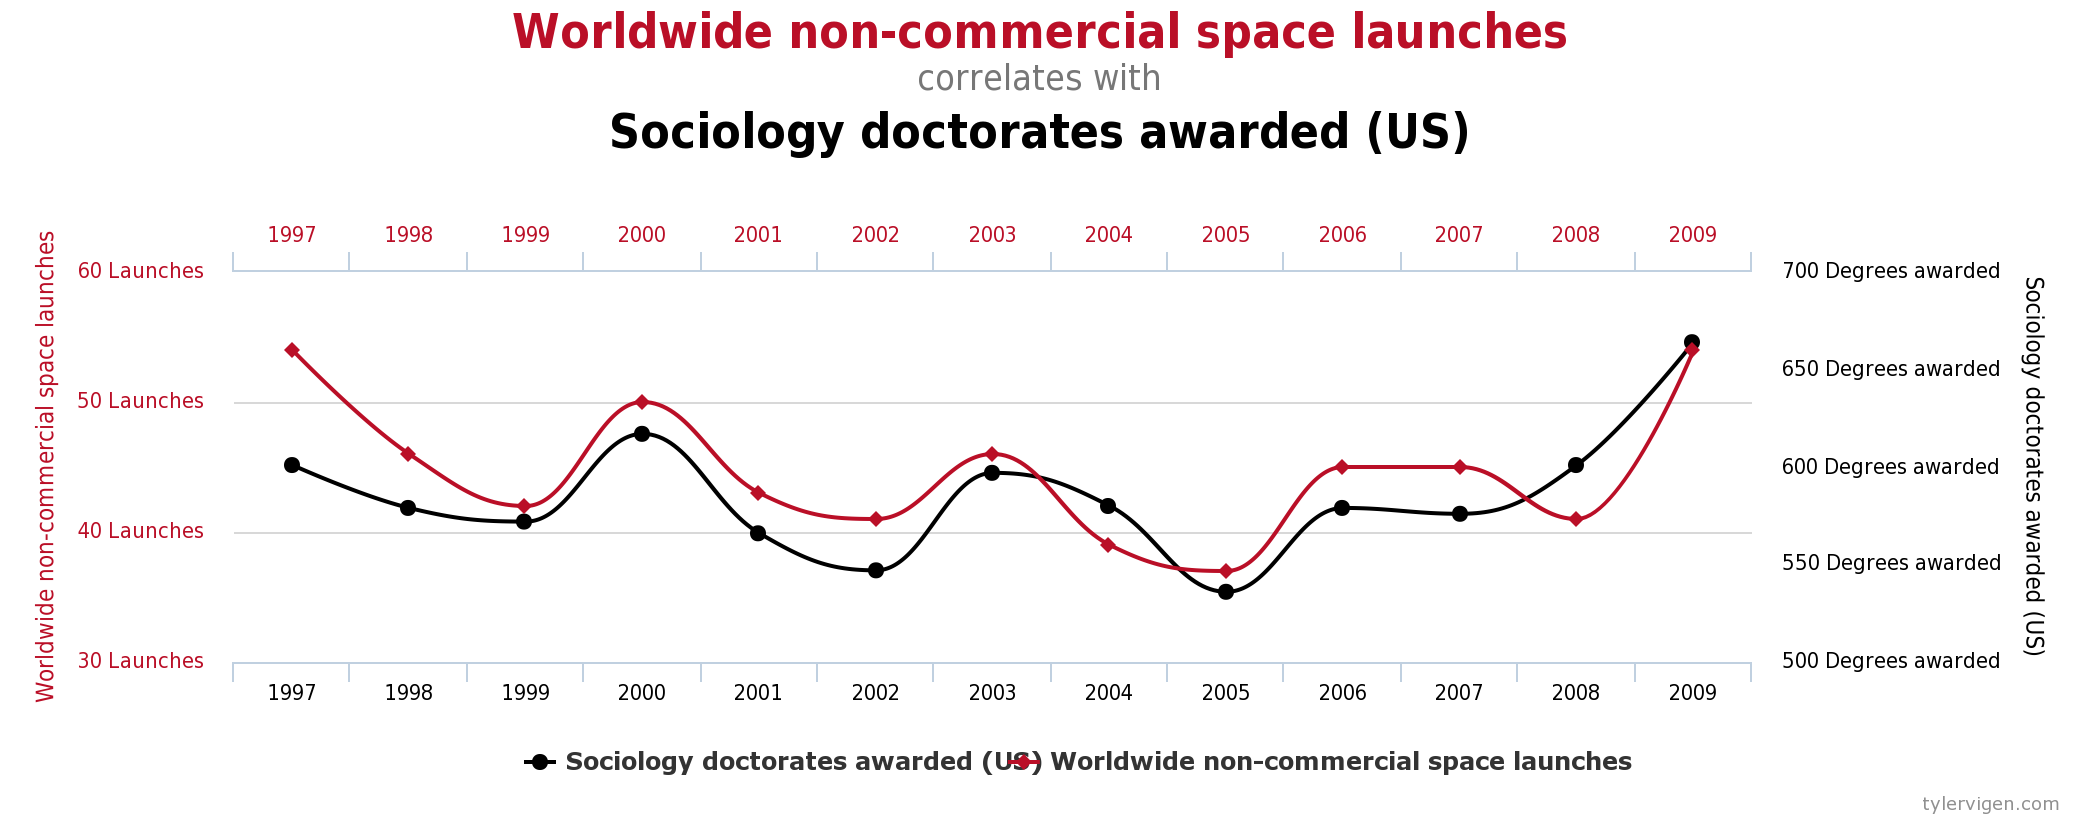 Worldwide non-commercial space launches
correlates with
Sociology doctorates awarded (US)
1997 1998 1999 2000 2001 2002 2003 2004 2005 2006 2007 2008 2009
Worldwide non-commercial space launches
60 Launches
50 Launches
40 Launches
30 Launches
700 Degrees awarded
650 Degrees awarded
600 Degrees awarded
550 Degrees awarded
500 Degrees awarded
Sociology doctorates awarded (US)
1997 1998 1999 2000 2001 2002 2003 2004 2005 2006 2007 2008 2009
Sociology doctorates awarded (US) Worldwide non-commercial space launches
tylervigen.com